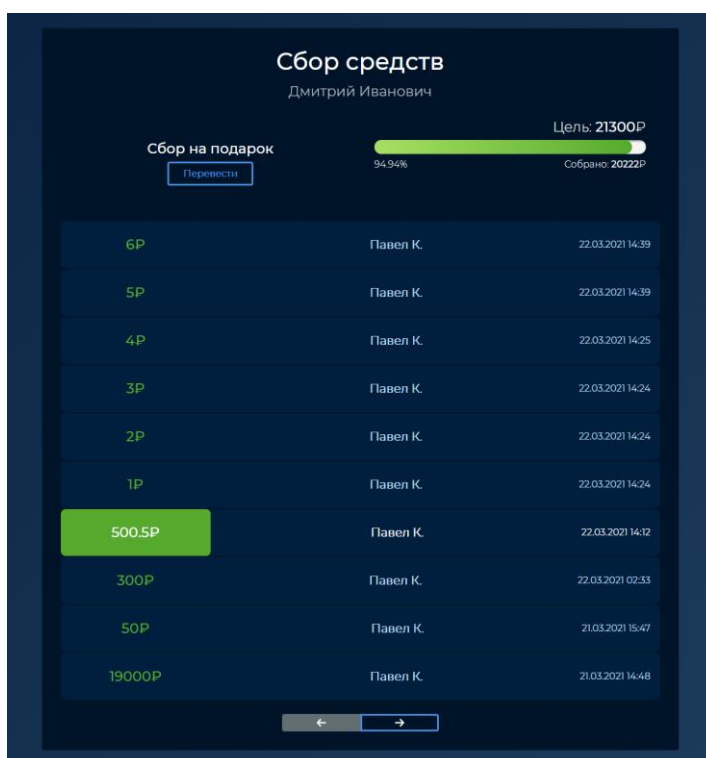 Сбор средств
Дмитрий Иванович
Цель: 21300₽
Сбор на подарок
94.94% Собрано: 20222₽
Перевести
6₽ Павел К. 22.03.2021 14:39
5₽ Павел К. 22.03.2021 14:39
4₽ Павел К. 22.03.2021 14:25
3₽ Павел К. 22.03.2021 14:24
2₽ Павел К. 22.03.2021 14:24
1₽ Павел К. 22.03.2021 14:24
500.5₽ Павел К. 22.03.2021 14:12
300₽ Павел К. 22.03.2021 02:33
50₽ Павел К. 21.03.2021 15:47
19000₽ Павел К. 21.03.2021 14:48
← →